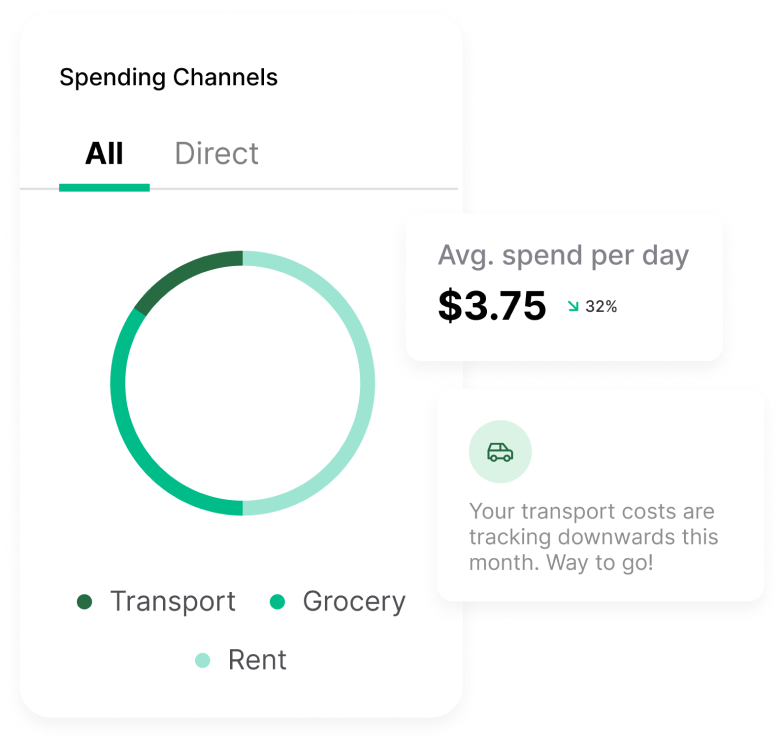 Spending Channels
All Direct
Avg. spend per day
$3.75 32%
Your transport costs are
tracking downwards this
month. Way to go!
Transport Grocery
Rent